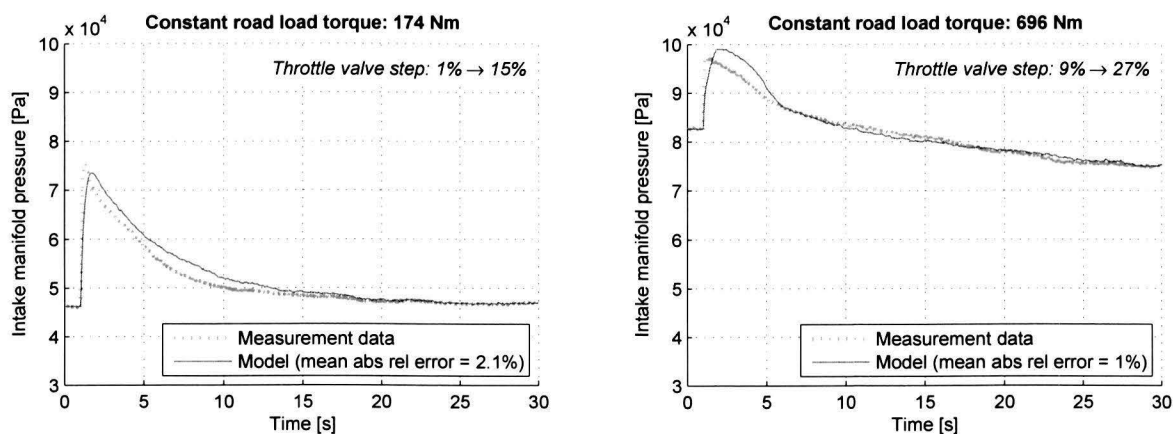 Constant road load torque: 174 Nm
x 10⁴
Throttle valve step: 1% → 15%
Intake manifold pressure [Pa]
10
9
8
7
6
5
4
3
Measurement data
Model (mean abs rel error = 2.1%)
0 5 10 15 20 25 30
Time [s]
Constant road load torque: 696 Nm
x 10⁴
Throttle valve step: 9% → 27%
Intake manifold pressure [Pa]
10
9
8
7
6
5
4
3
Measurement data
Model (mean abs rel error = 1%)
0 5 10 15 20 25 30
Time [s]